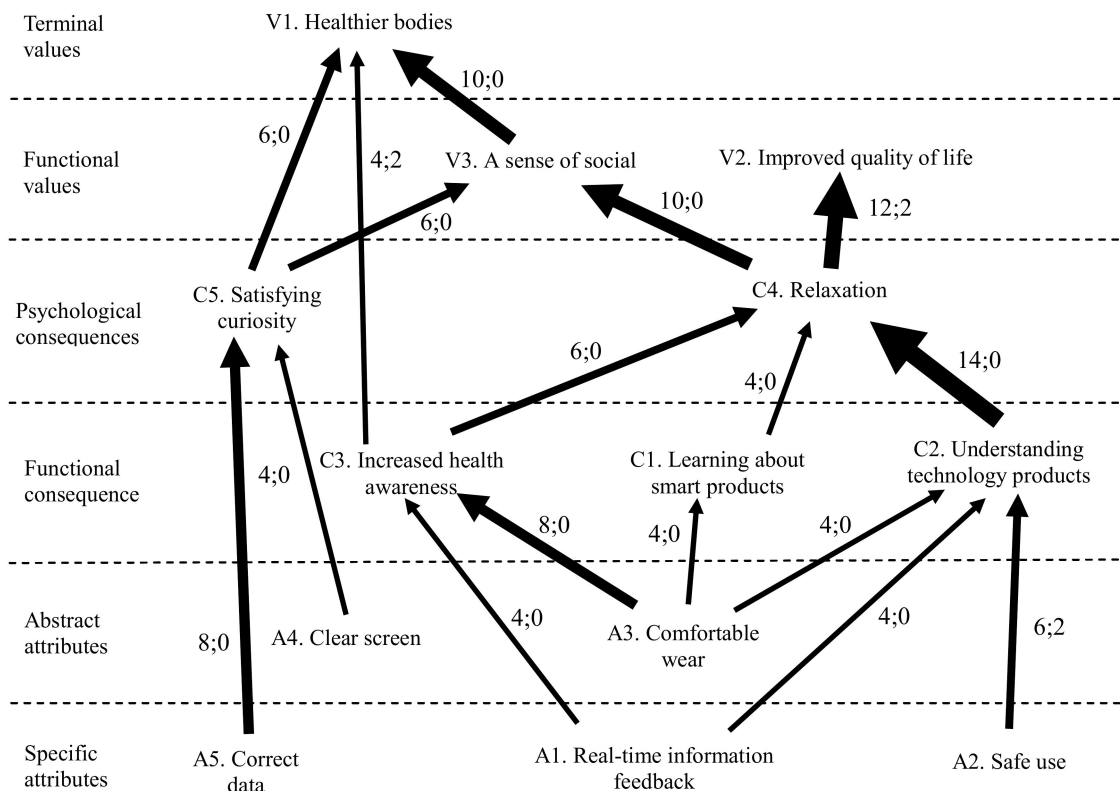 Terminal
values
V1. Healthier bodies
10;0
6;0
4;2
Functional
values
V3. A sense of social
V2. Improved quality of life
6;0
10;0
12;2
Psychological
consequences
C5. Satisfying
curiosity
C4. Relaxation
6;0
4;0
14;0
Functional
consequence
C3. Increased health
awareness
C1. Learning about
smart products
C2. Understanding
technology products
4;0
8;0
4;0
4;0
Abstract
attributes
8;0
A4. Clear screen
4;0
A3. Comfortable
wear
4;0
6;2
Specific
attributes
A5. Correct
data
A1. Real-time information
feedback
A2. Safe use